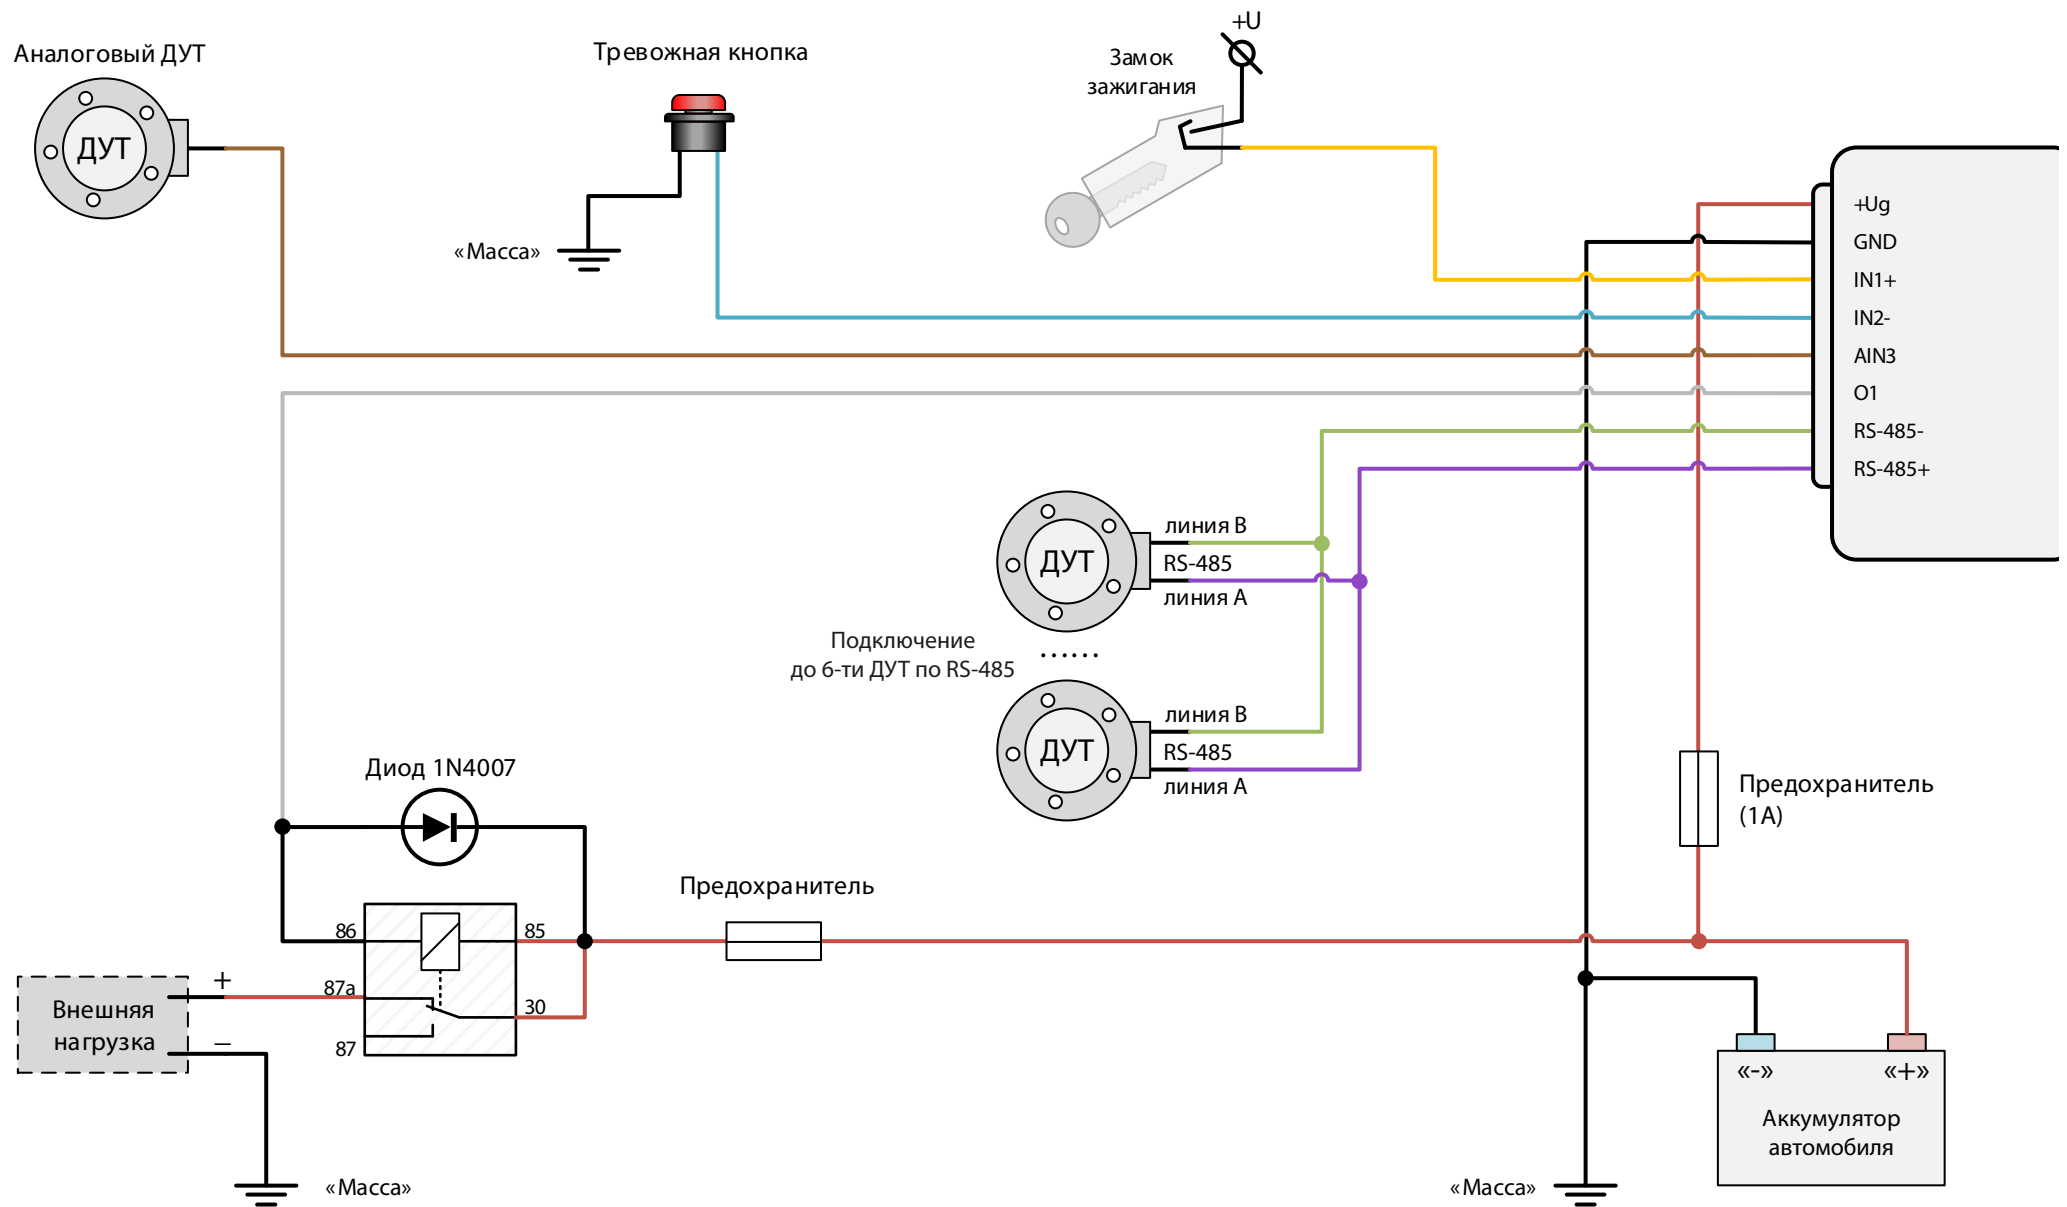 Аналоговый ДУТ
ДУТ
Тревожная кнопка
«Масса»
+U
Замок
зажигания
+Ug
GND
IN1+
IN2-
AIN3
O1
RS-485-
RS-485+
ДУТ
линия B
RS-485
линия A
Подключение
до 6-ти ДУТ по RS-485
......
ДУТ
линия B
RS-485
линия A
Диод 1N4007
Предохранитель
Предохранитель
(1А)
86
85
87a
30
87
+
–
Внешняя
нагрузка
«Масса»
«-»
«+»
Аккумулятор
автомобиля
«Масса»